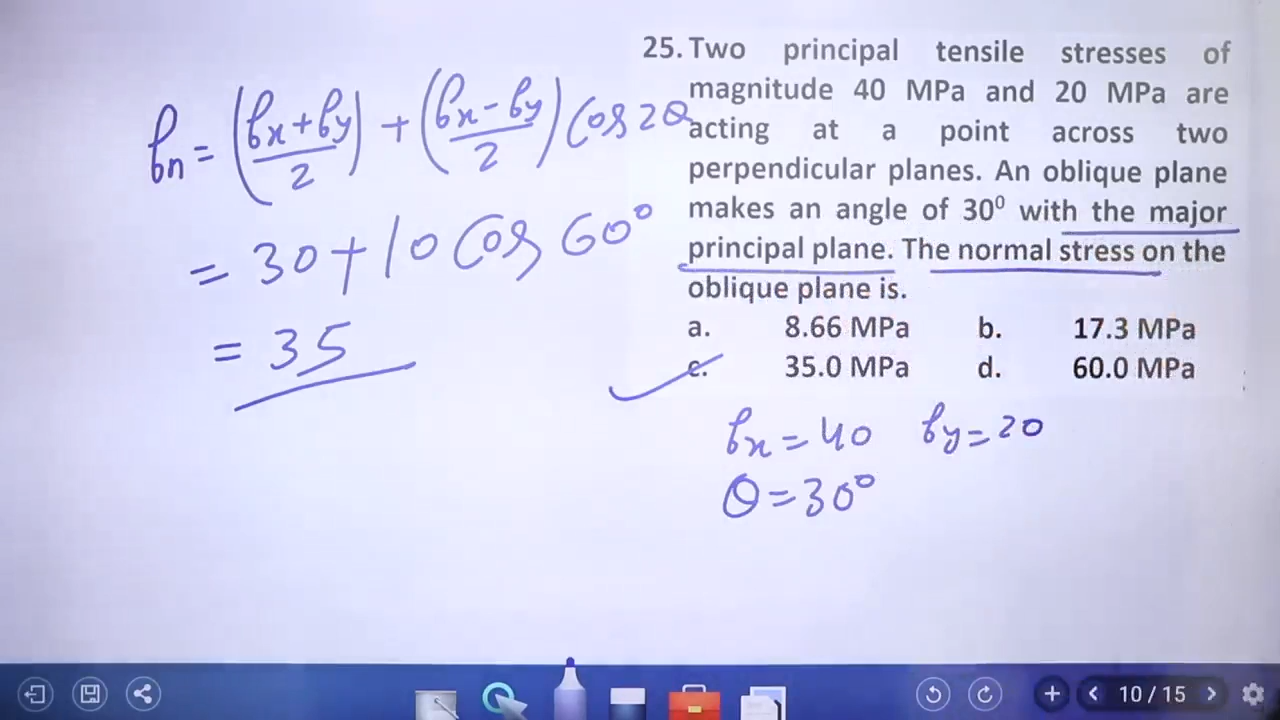 25. Two principal tensile stresses of
magnitude 40 MPa and 20 MPa are
acting at a point across two
perpendicular planes. An oblique plane
makes an angle of 30⁰ with the major
principal plane. The normal stress on the
oblique plane is.
a. 8.66 MPa b. 17.3 MPa
c. 35.0 MPa d. 60.0 MPa
σn = (σx+σy/2) + (σx-σy/2) Cos 2θ
= 30 + 10 Cos 60°
= 35
σx = 40 σy = 20
θ = 30°
10 / 15